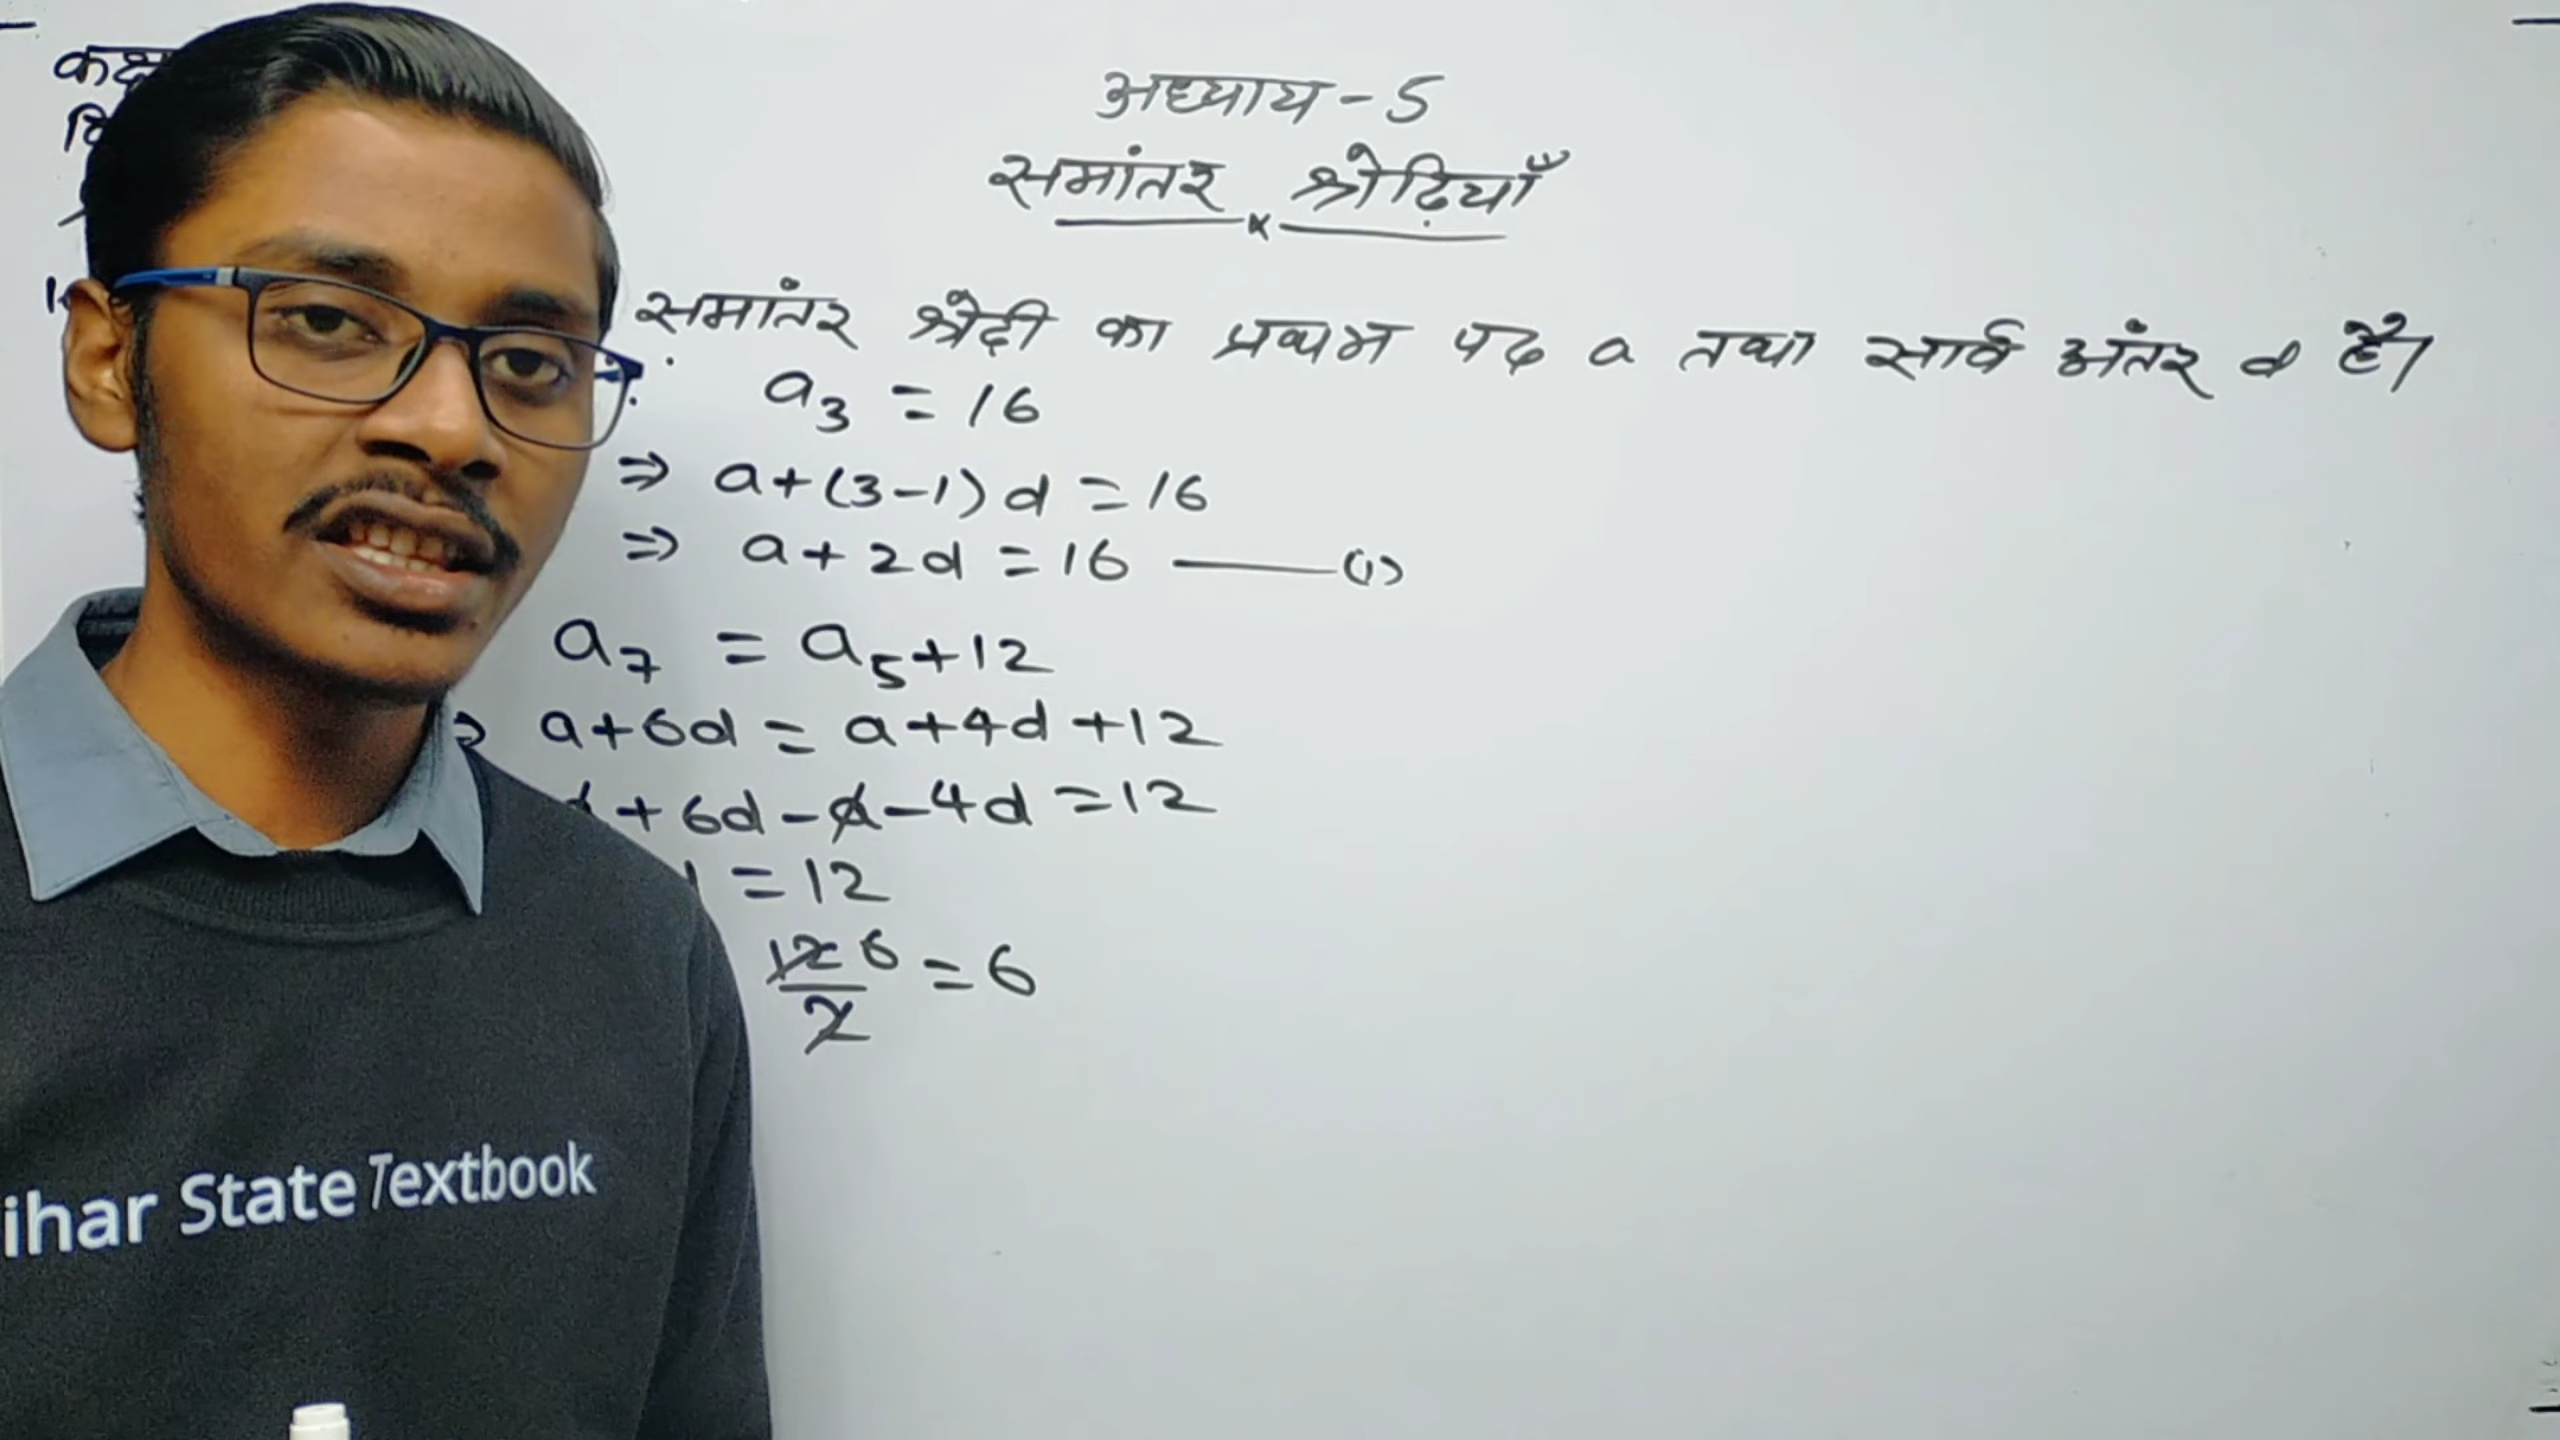 अध्याय - 5
समांतर श्रेढ़ियाँ
समांतर श्रेढ़ी का प्रथम पद a तथा सार्व अंतर d है।
a₃ = 16
⇒ a+(3-1)d = 16
⇒ a+2d = 16 —— (1)
a₇ = a₅+12
⇒ a+6d = a+4d+12
+6d-a-4d=12
= 12
12 6/2 = 6
ihar State Textbook